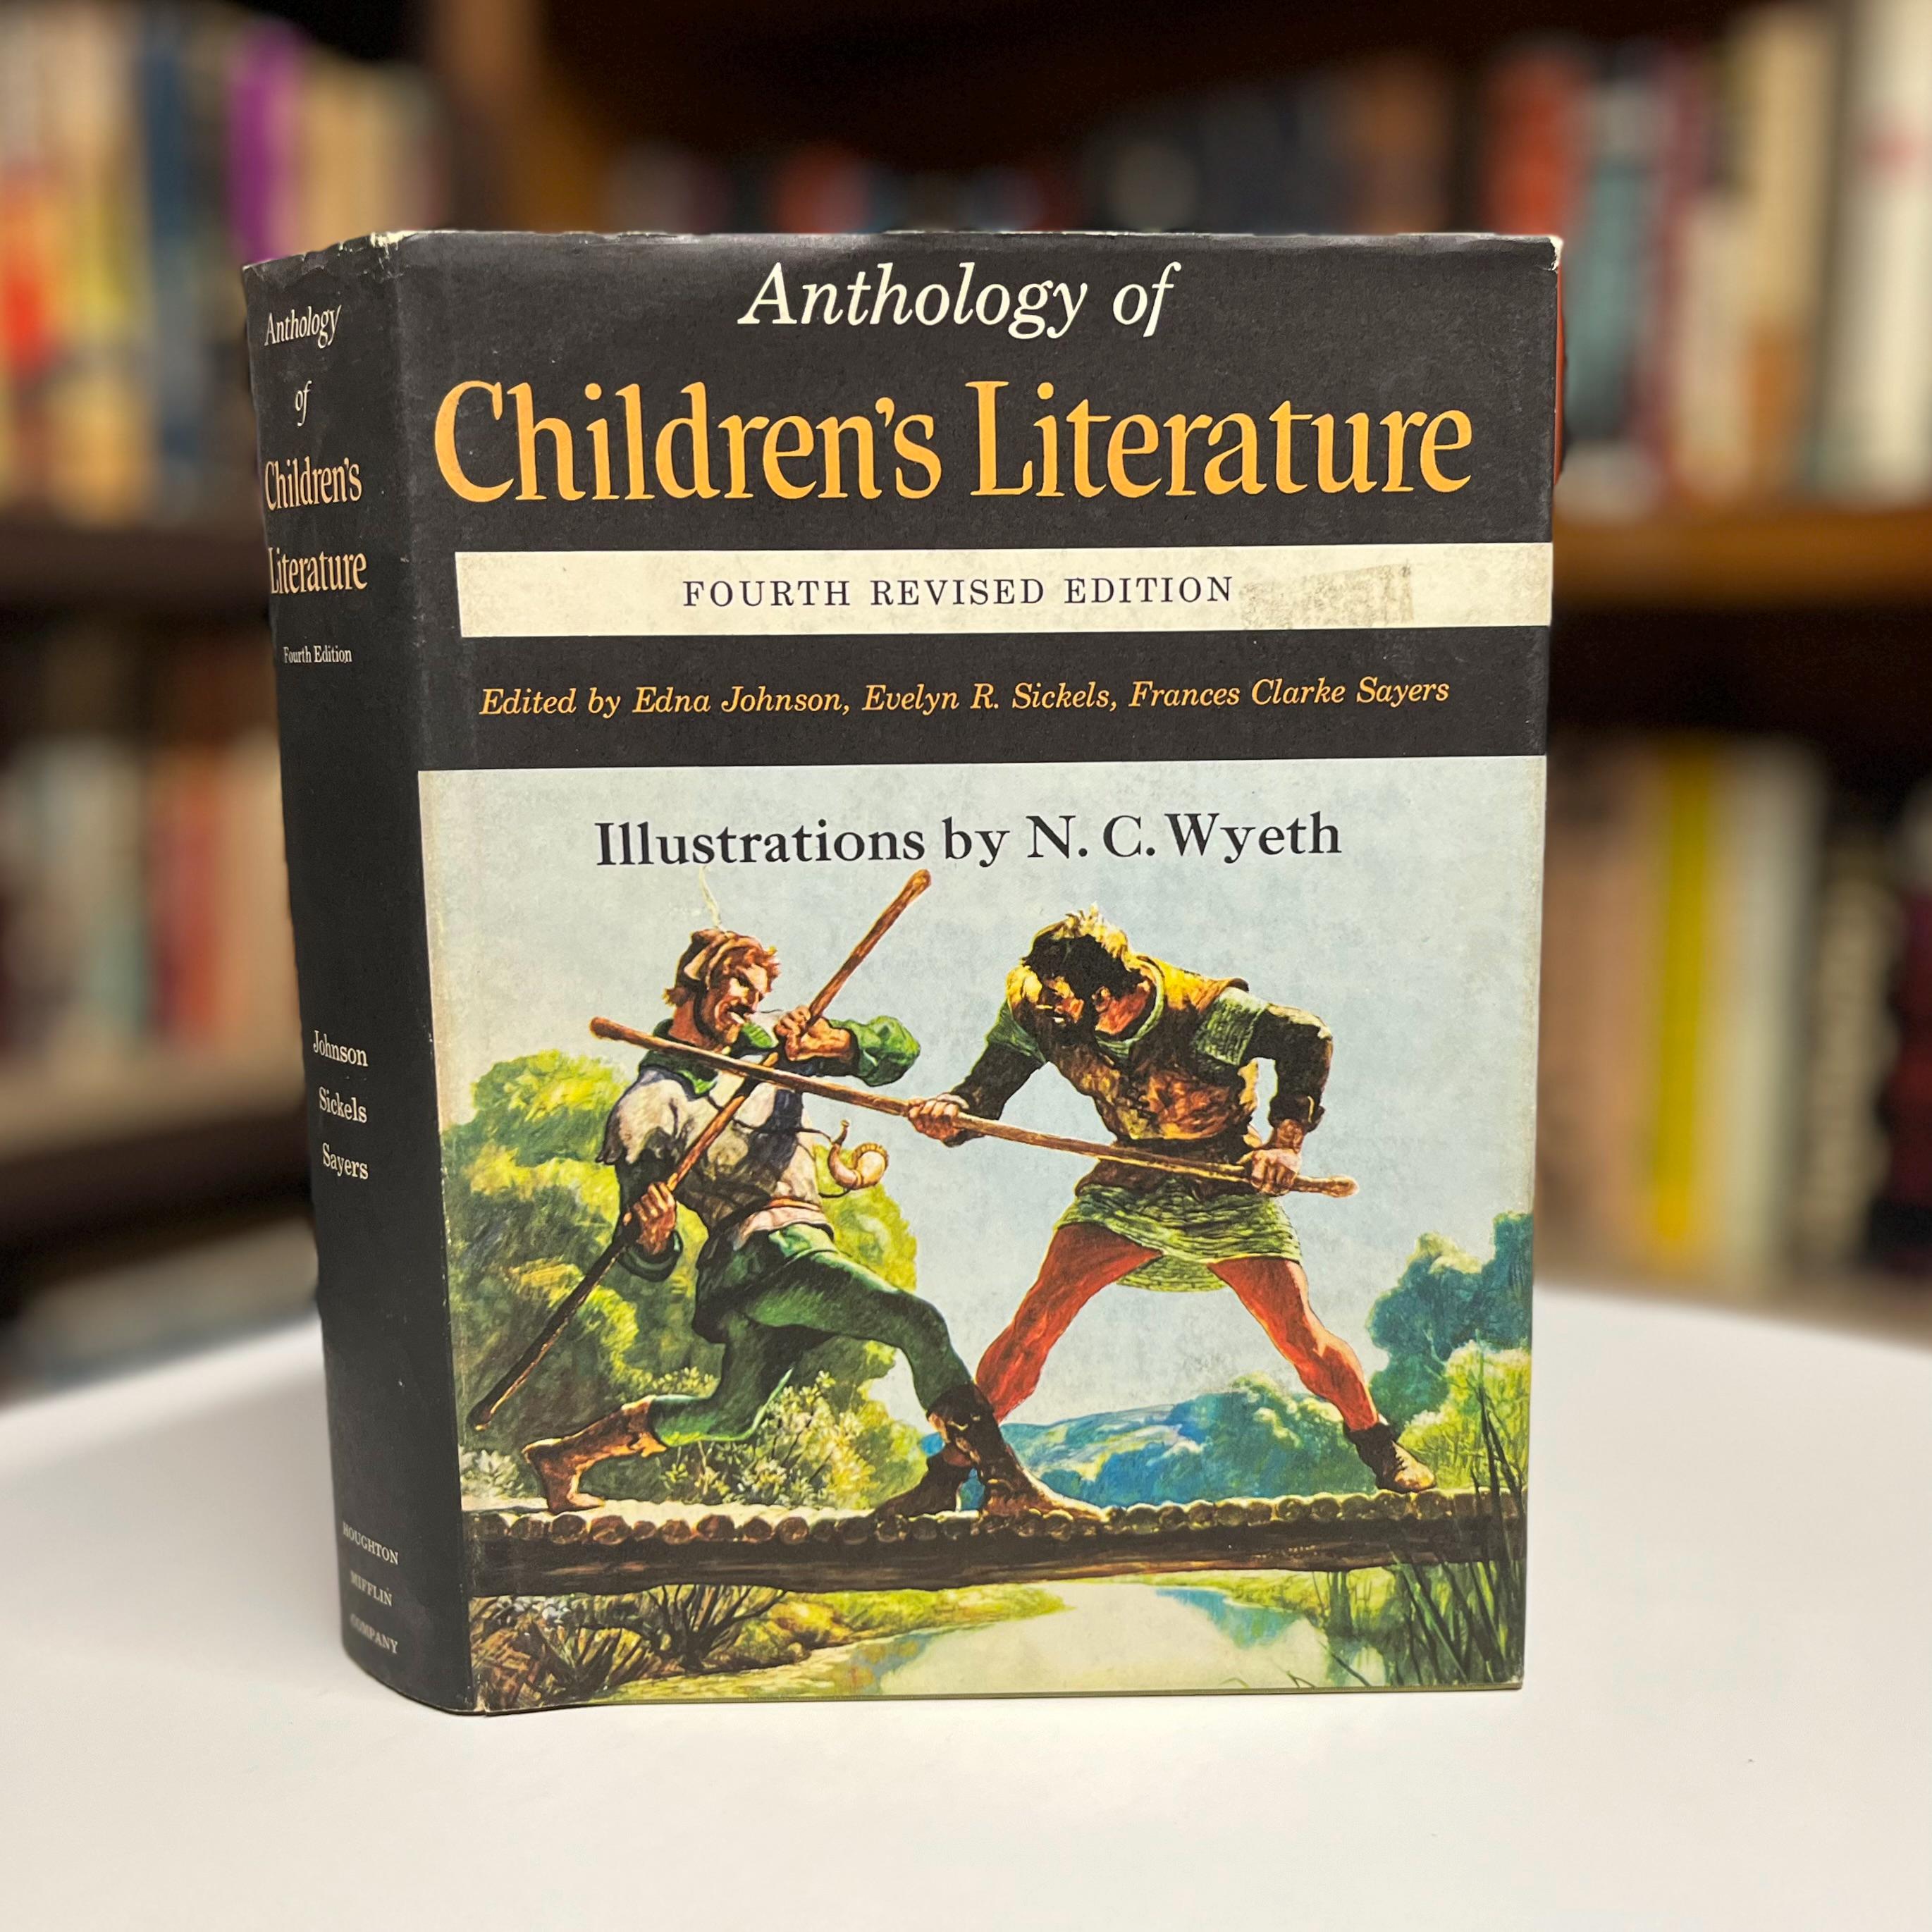 Anthology
of
Children's
Literature
Fourth Edition
Johnson
Sickels
Sayers
HOUGHTON
MIFFLIN
COMPANY
Anthology of
Children's Literature
FOURTH REVISED EDITION
Edited by Edna Johnson, Evelyn R. Sickels, Frances Clarke Sayers
Illustrations by N. C. Wyeth